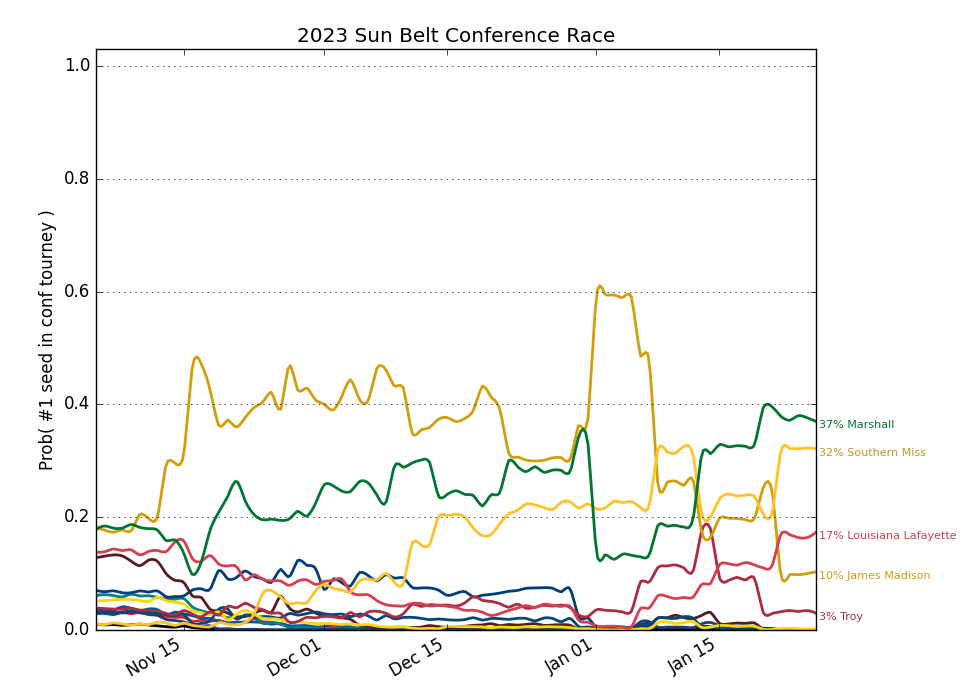 2023 Sun Belt Conference Race
Prob( #1 seed in conf tourney )
1.0
0.8
0.6
0.4
0.2
0.0
Nov 15
Dec 01
Dec 15
Jan 01
Jan 15
37% Marshall
32% Southern Miss
17% Louisiana Lafayette
10% James Madison
3% Troy